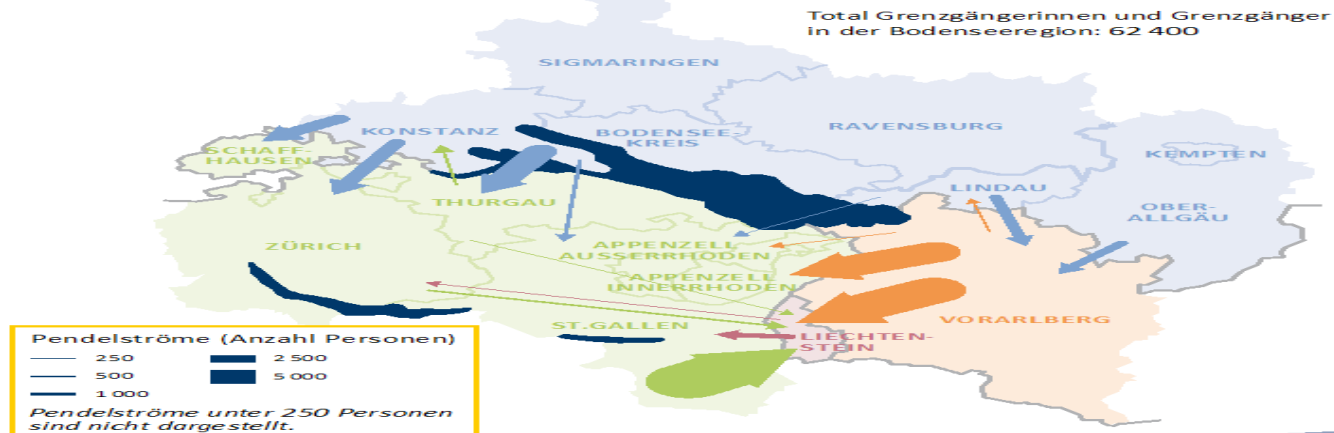 Total Grenzgängerinnen und Grenzgänger
in der Bodenseeregion: 62 400
SIGMARINGEN
KONSTANZ
BODENSEE-
KREIS
RAVENSBURG
SCHAFF-
HAUSEN
KEMPTEN
LINDAU
THURGAU
OBER-
ALLGÄU
ZÜRICH
APPENZELL
AUSSERRHODEN
APPENZELL
INNERRHODEN
ST.GALLEN
VORARLBERG
LIECHTEN-
STEIN
Pendelströme (Anzahl Personen)
250
2 500
500
5 000
1 000
Pendelströme unter 250 Personen
sind nicht dargestellt.